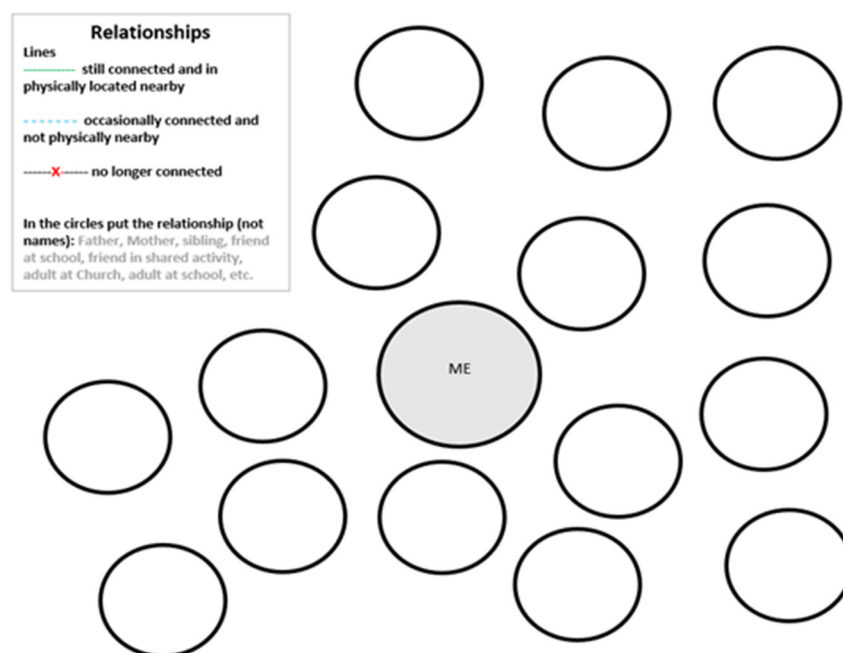 Relationships
Lines
------------ still connected and in
physically located nearby
- - - - - - - occasionally connected and
not physically nearby
------X------ no longer connected
In the circles put the relationship (not
names): Father, Mother, sibling, friend
at school, friend in shared activity,
adult at Church, adult at school, etc.
ME